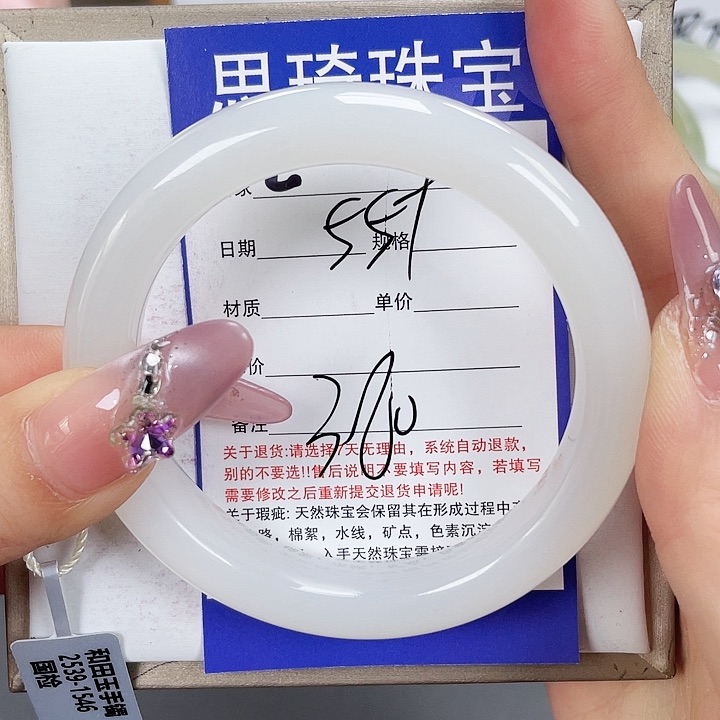 思琦珠宝
551
日期 规格
材质 单价
价
300
备注
关于退货:请选择7天无理由，系统自动退款，
别的不要选!!售后说明不要填写内容，若填写
需要修改之后重新提交退货申请呢!
关于瑕疵: 天然珠宝会保留其在形成过程中
路，棉絮，水线，矿点，色素沉淀
入手天然珠宝需
和田玉手镯
2539-1546
国检